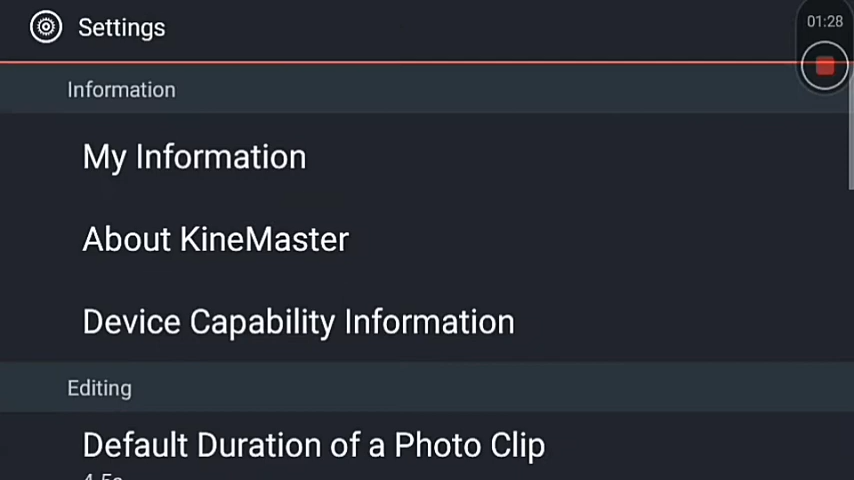 Settings
01:28
Information
My Information
About KineMaster
Device Capability Information
Editing
Default Duration of a Photo Clip